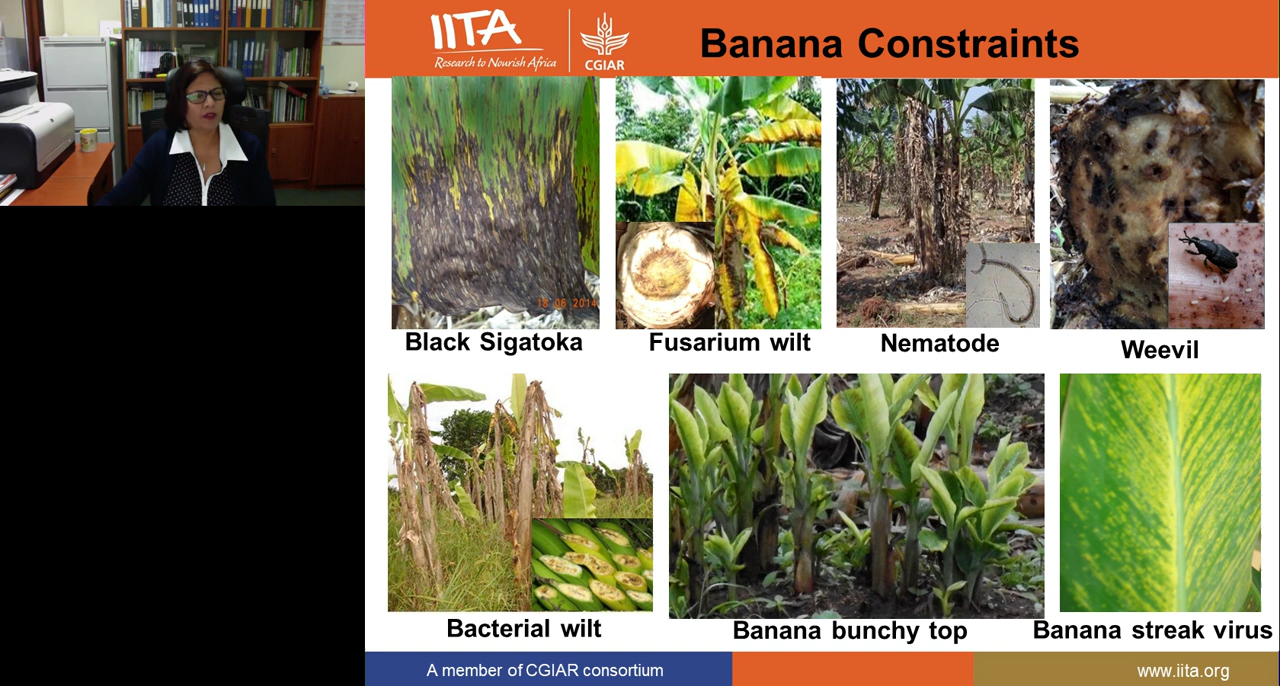 IITA
Research to Nourish Africa
CGIAR
Banana Constraints
18 06 2014
Black Sigatoka
Fusarium wilt
Nematode
Weevil
Bacterial wilt
Banana bunchy top
Banana streak virus
A member of CGIAR consortium
www.iita.org